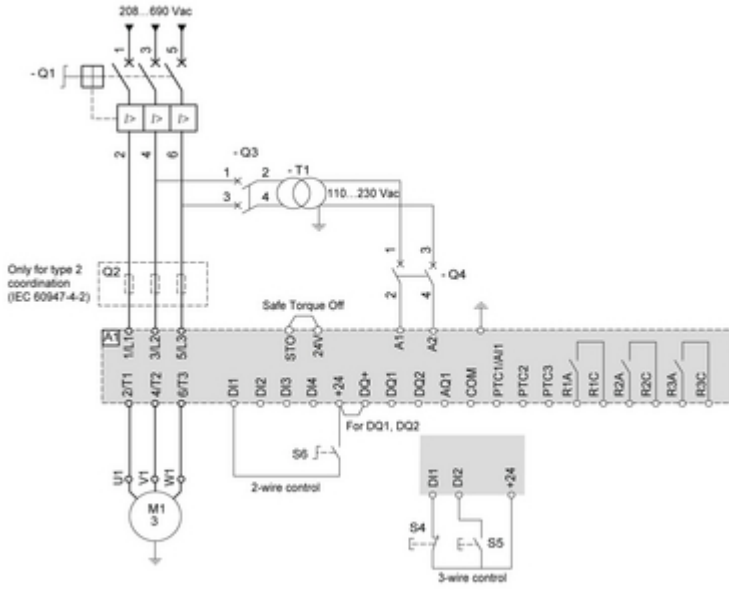 208...690 Vac
1
3
5
- Q1
I>
I>
I>
2
4
6
- Q3
1
2
3
4
- T1
110...230 Vac
1
3
- Q4
2
4
Only for type 2
coordination
(IEC 60947-4-2)
Q2
Safe Torque Off
A1
1/L1
3/L2
5/L3
STO
24V
A1
A2
2/T1
4/T2
6/T3
DI1
DI2
DI3
DI4
+24
DQ+
DQ1
DQ2
AQ1
COM
PTC1/AI1
PTC2
PTC3
R1A
R1C
R2A
R2C
R3A
R3C
For DQ1, DQ2
S6
2-wire control
U1
V1
W1
M1
3
DI1
DI2
+24
S4
S5
3-wire control